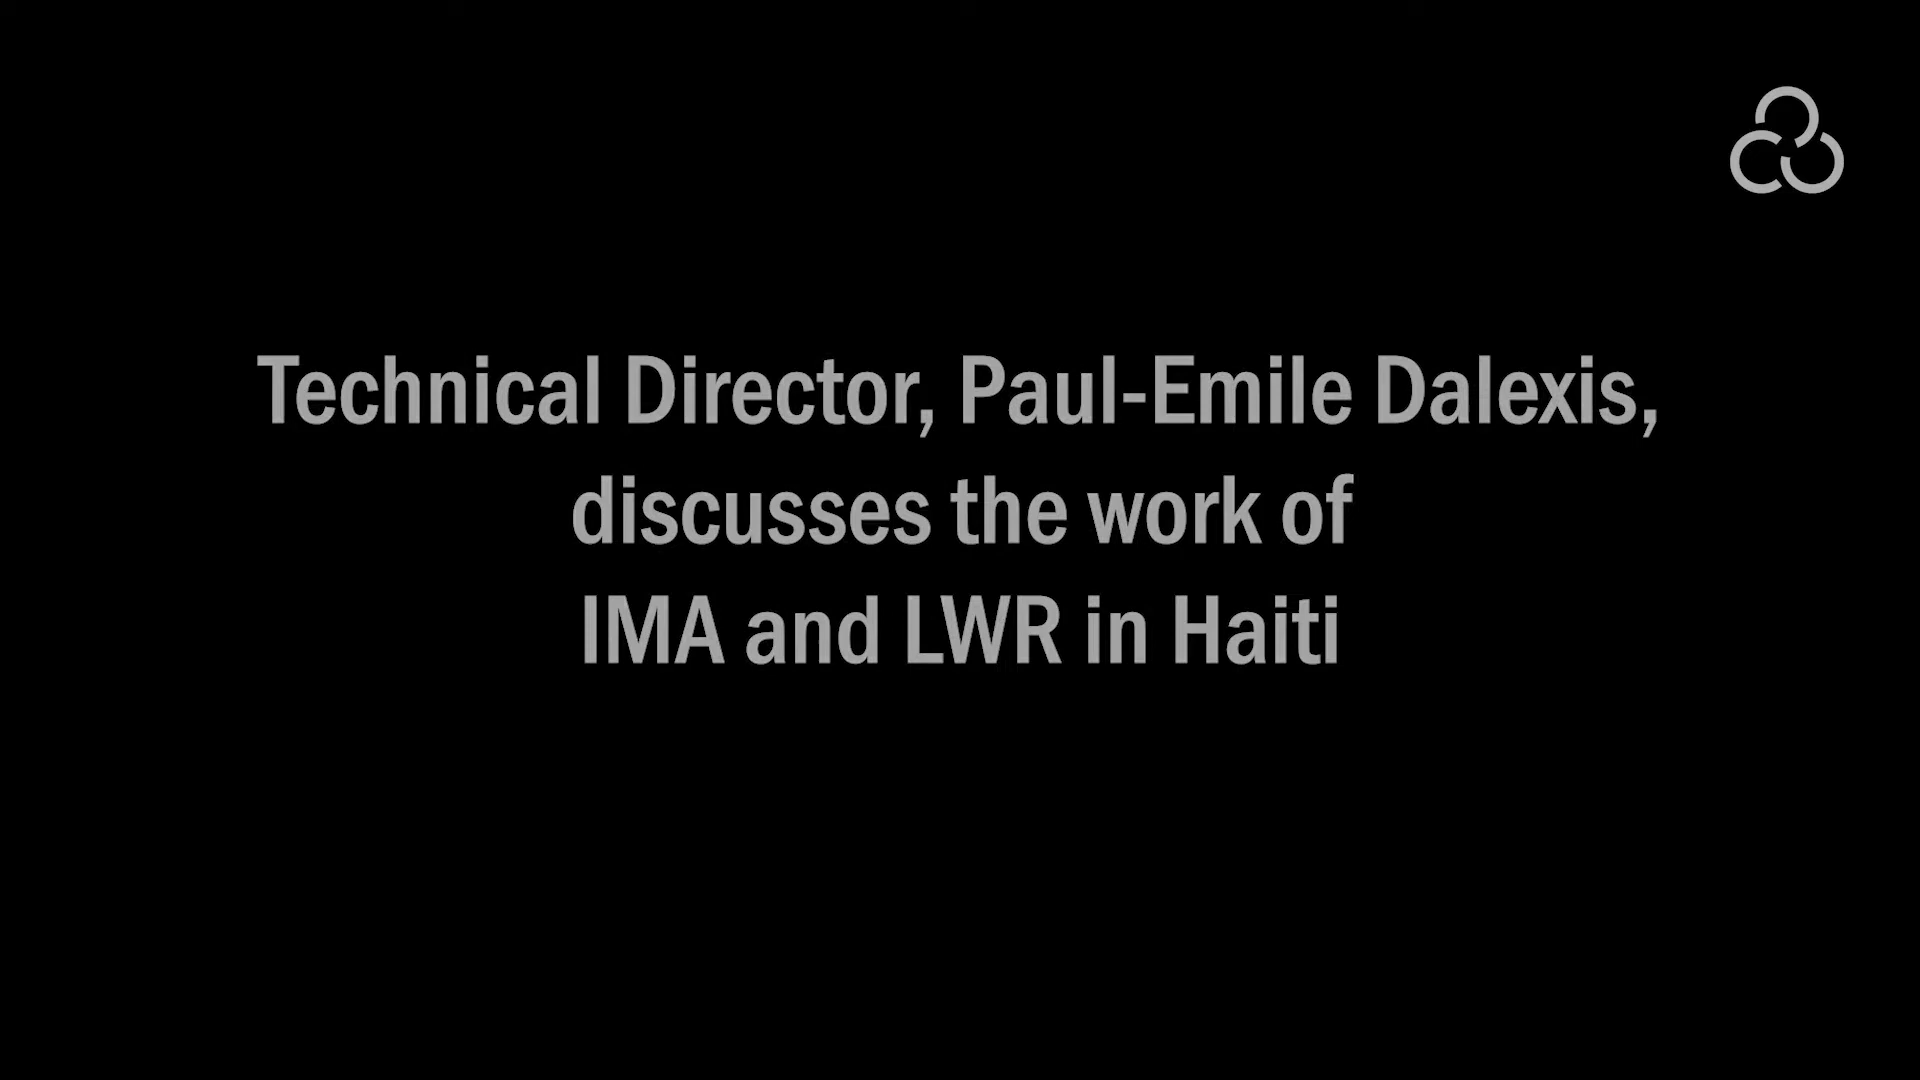 Technical Director, Paul-Emile Dalexis,
discusses the work of
IMA and LWR in Haiti